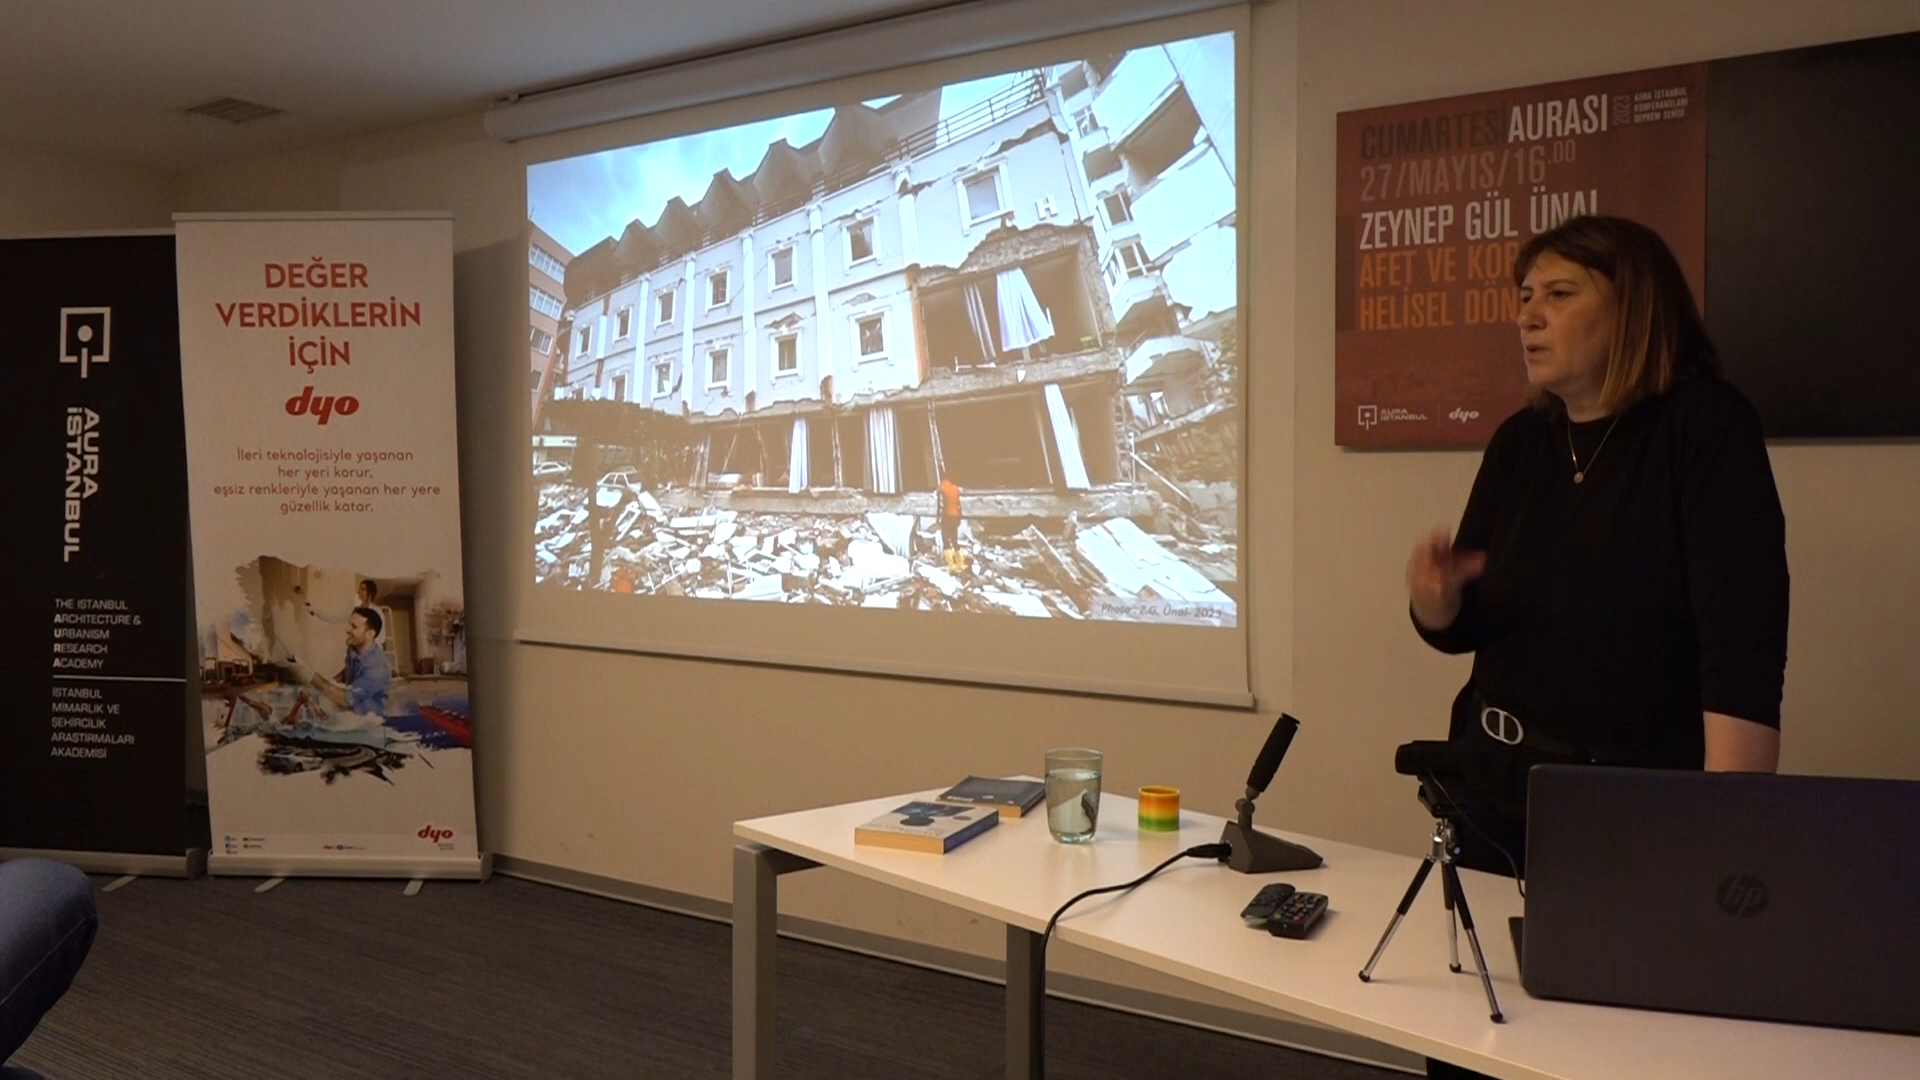 AURA
İSTANBUL
THE ISTANBUL
ARCHITECTURE &
URBANISM
RESEARCH
ACADEMY
İSTANBUL
MİMARLIK VE
ŞEHİRCİLİK
ARAŞTIRMALARI
AKADEMİSİ
DEĞER
VERDİKLERİN
İÇİN
dyo
İleri teknolojisiyle yaşanan
her yeri korur,
eşsiz renkleriyle yaşanan her yere
güzellik katar.
dyo
H
Photo : Z.G. Ünal- 2023
CUMARTESİ AURASI
2023
AURA İSTANBUL
KONFERANSLARI
DEPREM SERİSİ
27/MAYIS/16.00
ZEYNEP GÜL ÜNAL
AFET VE
HELİSEL
AURA
İSTANBUL
dyo
hp